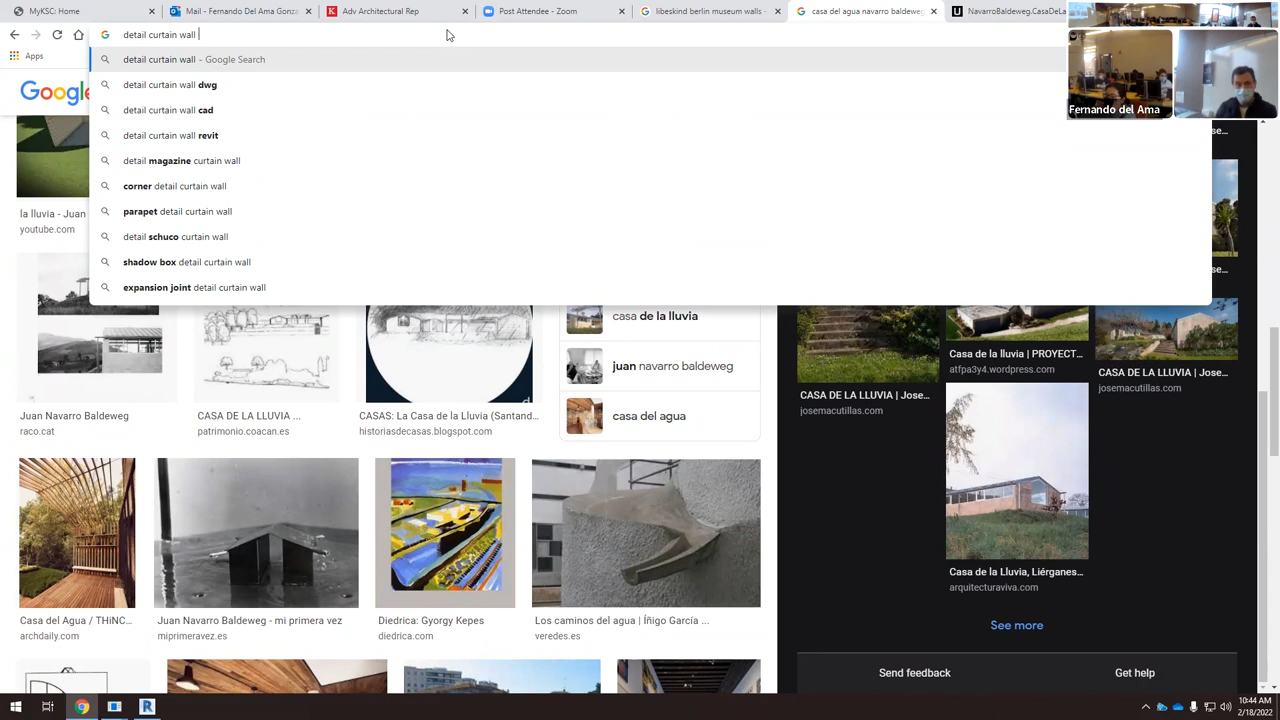 MyKSC: Home
Mail - Fernando Del Ama Gonza
Adv Architectural Rep
Post Attendee - Zoom
libeskind berlin museum walls -
casa del agua navarro baldeweg
NavarroBaldeweg.CasaDeLa
detail curtain wall
Apps
detail curtain wall - Google Search
detail curtain wall dwg
detail curtain wall cad
detail curtain wall revit
detail magazine curtain wall
corner detail curtain wall
parapet detail curtain wall
detail schuco curtain wall
shadow box detail curtain wall
expansion joint detail curtain wall
Fernando del Ama
Google
la lluvia - Juan
youtube.com
Juan Navarro Baldeweg
raco.cat
CASA DE LA LLUVIA ...
patrimonio.coacan.es
CASAS: La Casa de la Lluvia (Santand...
historiasdecasas.blogspot.com
casa de la lluvia
juan navarro baldeweg
casa del agua
CASA DE LA LLUVIA | Jose...
josemacutillas.com
Casa de la lluvia | PROYECT...
atfpa3y4.wordpress.com
CASA DE LA LLUVIA | Jose...
josemacutillas.com
Casa de la Lluvia, Liérganes...
arquitecturaviva.com
Casa del Agua / THiNC...
archdaily.com
Juan Navarro Baldeweg - mi primera vez
miprimeravez.es
Diedrica: Gyorgy Kepes
diedrica.com
Los caminos del agua | Íñigo García ...
veredes.es
See more
Send feedback
Get help
10:44 AM
2/18/2022